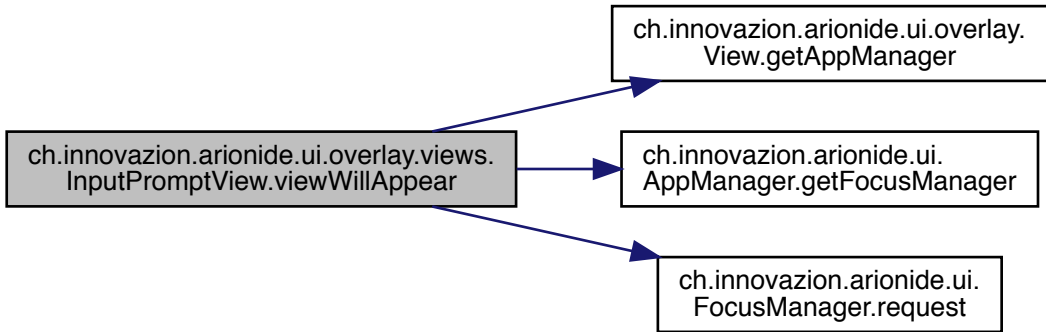 ch.innovazion.arionide.ui.overlay.
View.getAppManager
ch.innovazion.arionide.ui.overlay.views.
InputPromptView.viewWillAppear
ch.innovazion.arionide.ui.
AppManager.getFocusManager
ch.innovazion.arionide.ui.
FocusManager.request